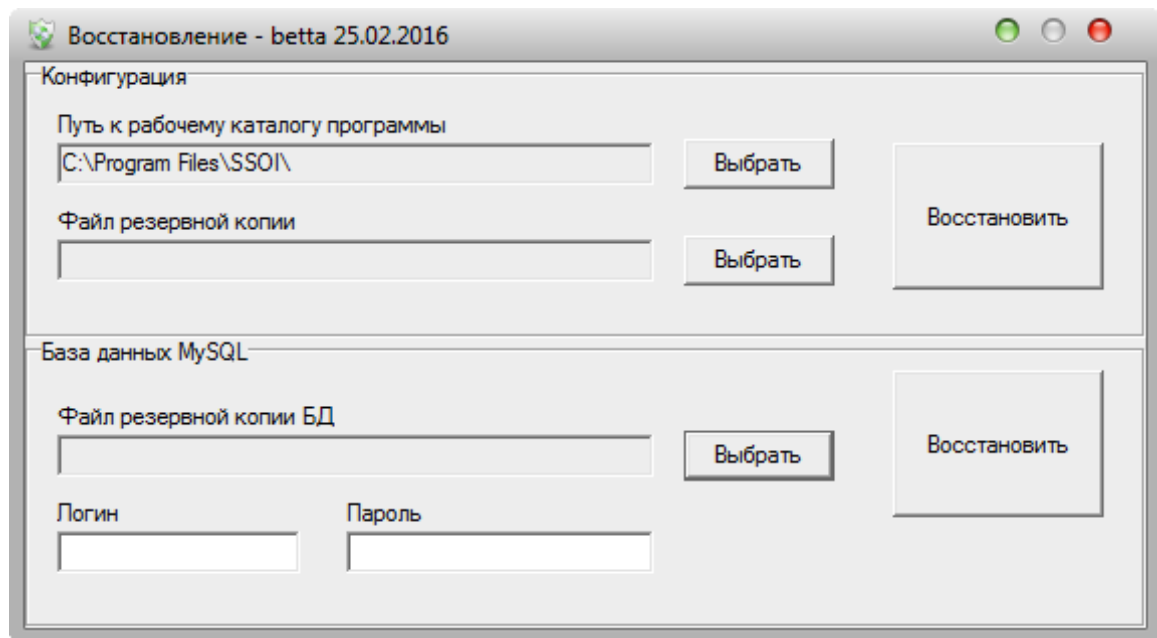 Восстановление - betta 25.02.2016
Конфигурация
Путь к рабочему каталогу программы
C:\Program Files\SSOI\
Выбрать
Файл резервной копии
Выбрать
Восстановить
База данных MySQL
Файл резервной копии БД
Выбрать
Восстановить
Логин Пароль